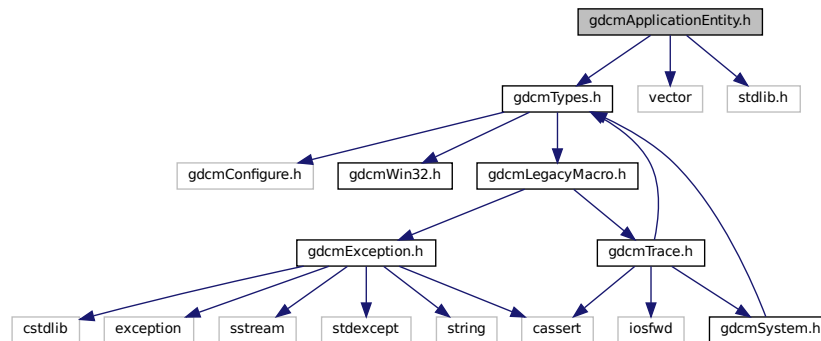 gdcmApplicationEntity.h
gdcmTypes.h
vector
stdlib.h
gdcmConfigure.h
gdcmWin32.h
gdcmLegacyMacro.h
gdcmException.h
gdcmTrace.h
cstdlib
exception
sstream
stdexcept
string
cassert
iosfwd
gdcmSystem.h